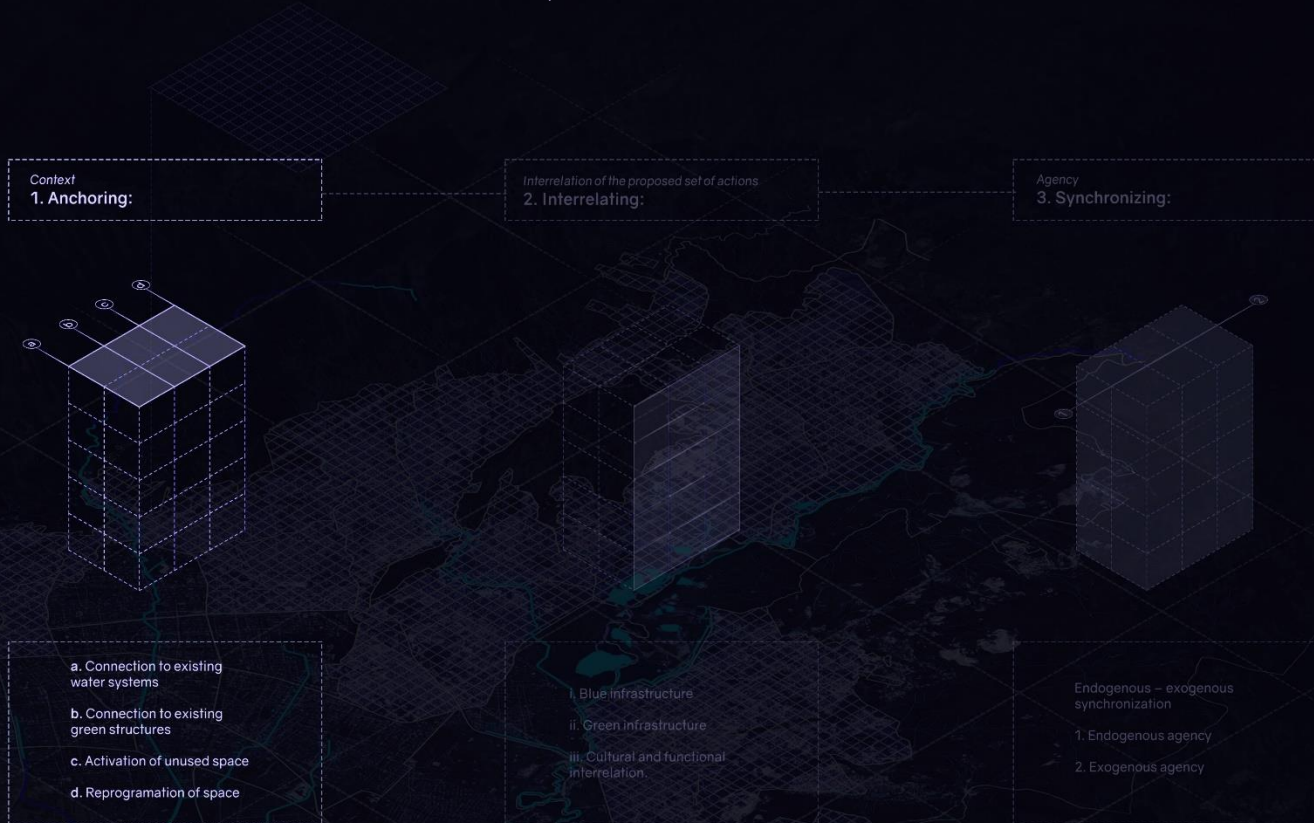 Context
1. Anchoring:
Interrelation of the proposed set of actions
2. Interrelating:
Agency
3. Synchronizing:
d
c
b
a
2
1
a. Connection to existing
water systems
b. Connection to existing
green structures
c. Activation of unused space
d. Reprogramation of space
i. Blue infrastructure
ii. Green infrastructure
iii. Cultural and functional
interrelation.
Endogenous – exogenous
synchronization
1. Endogenous agency
2. Exogenous agency